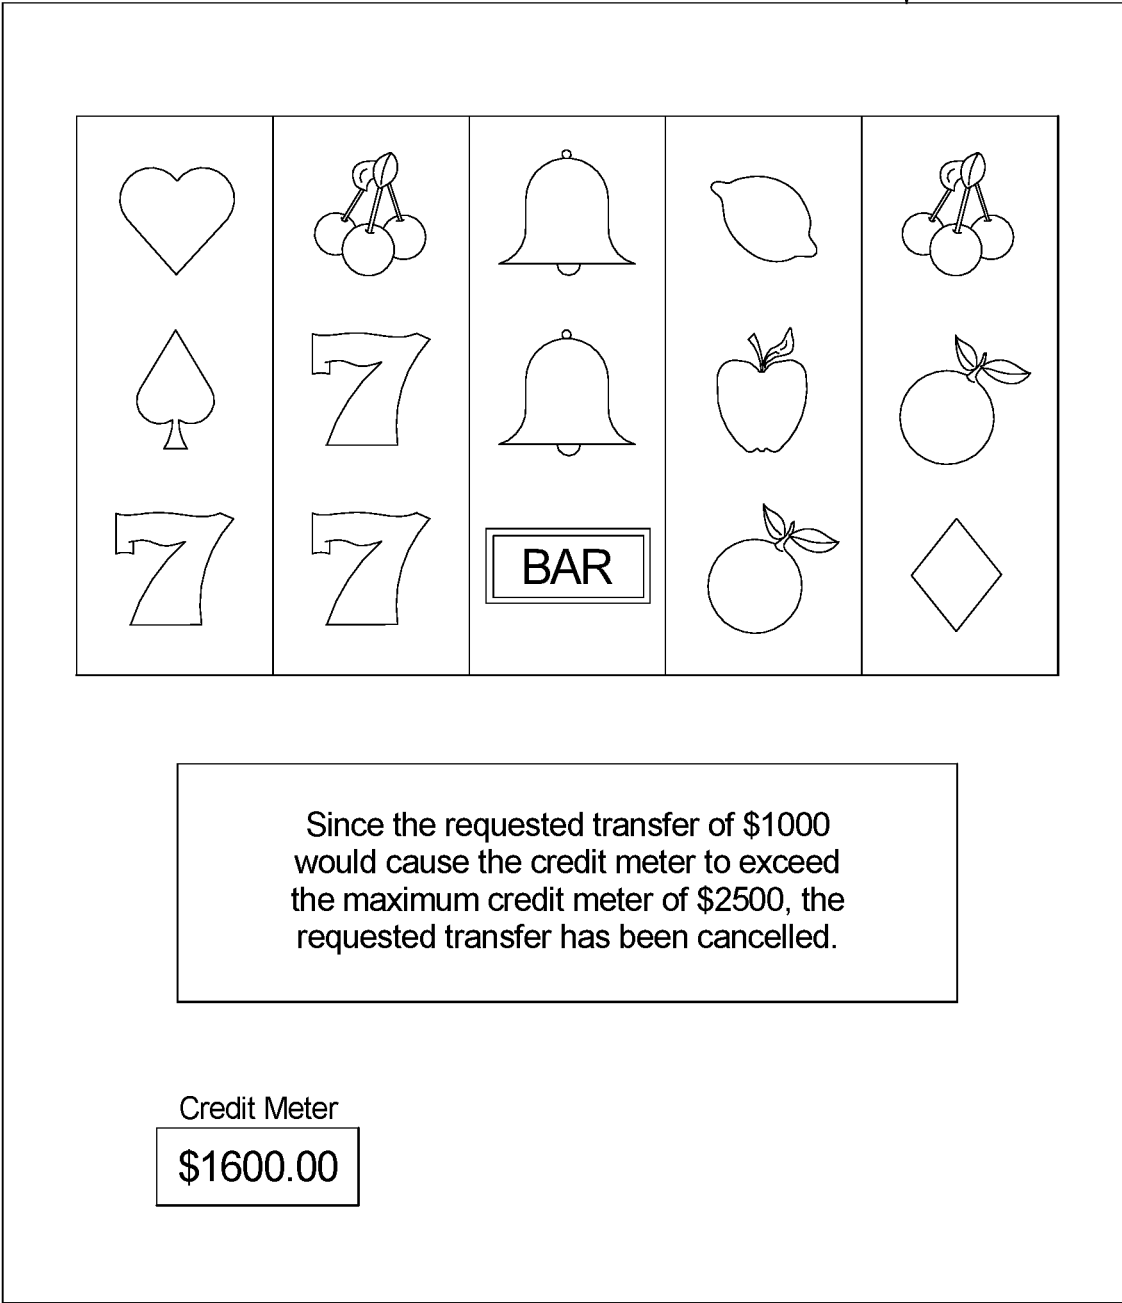 BAR
Since the requested transfer of $1000
would cause the credit meter to exceed
the maximum credit meter of $2500, the
requested transfer has been cancelled.
Credit Meter
$1600.00